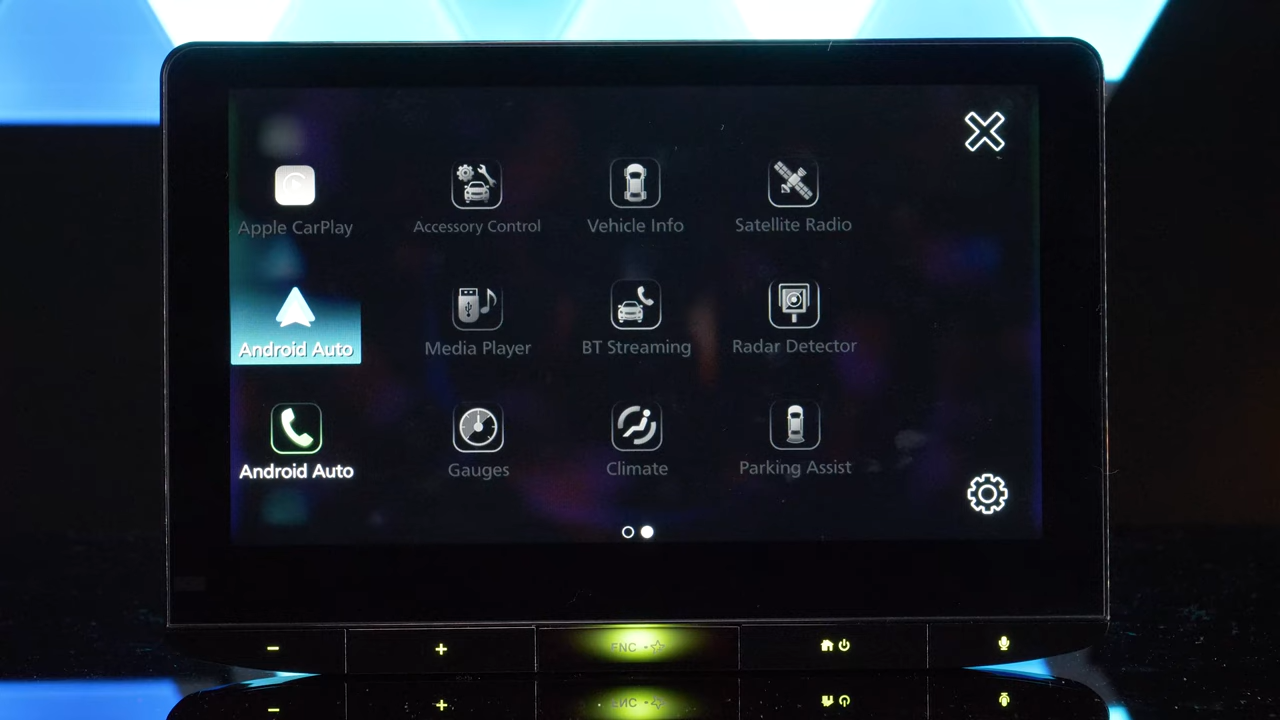 Apple CarPlay
Accessory Control
Vehicle Info
Satellite Radio
Android Auto
Media Player
BT Streaming
Radar Detector
Android Auto
Gauges
Climate
Parking Assist
− + ENC •☆